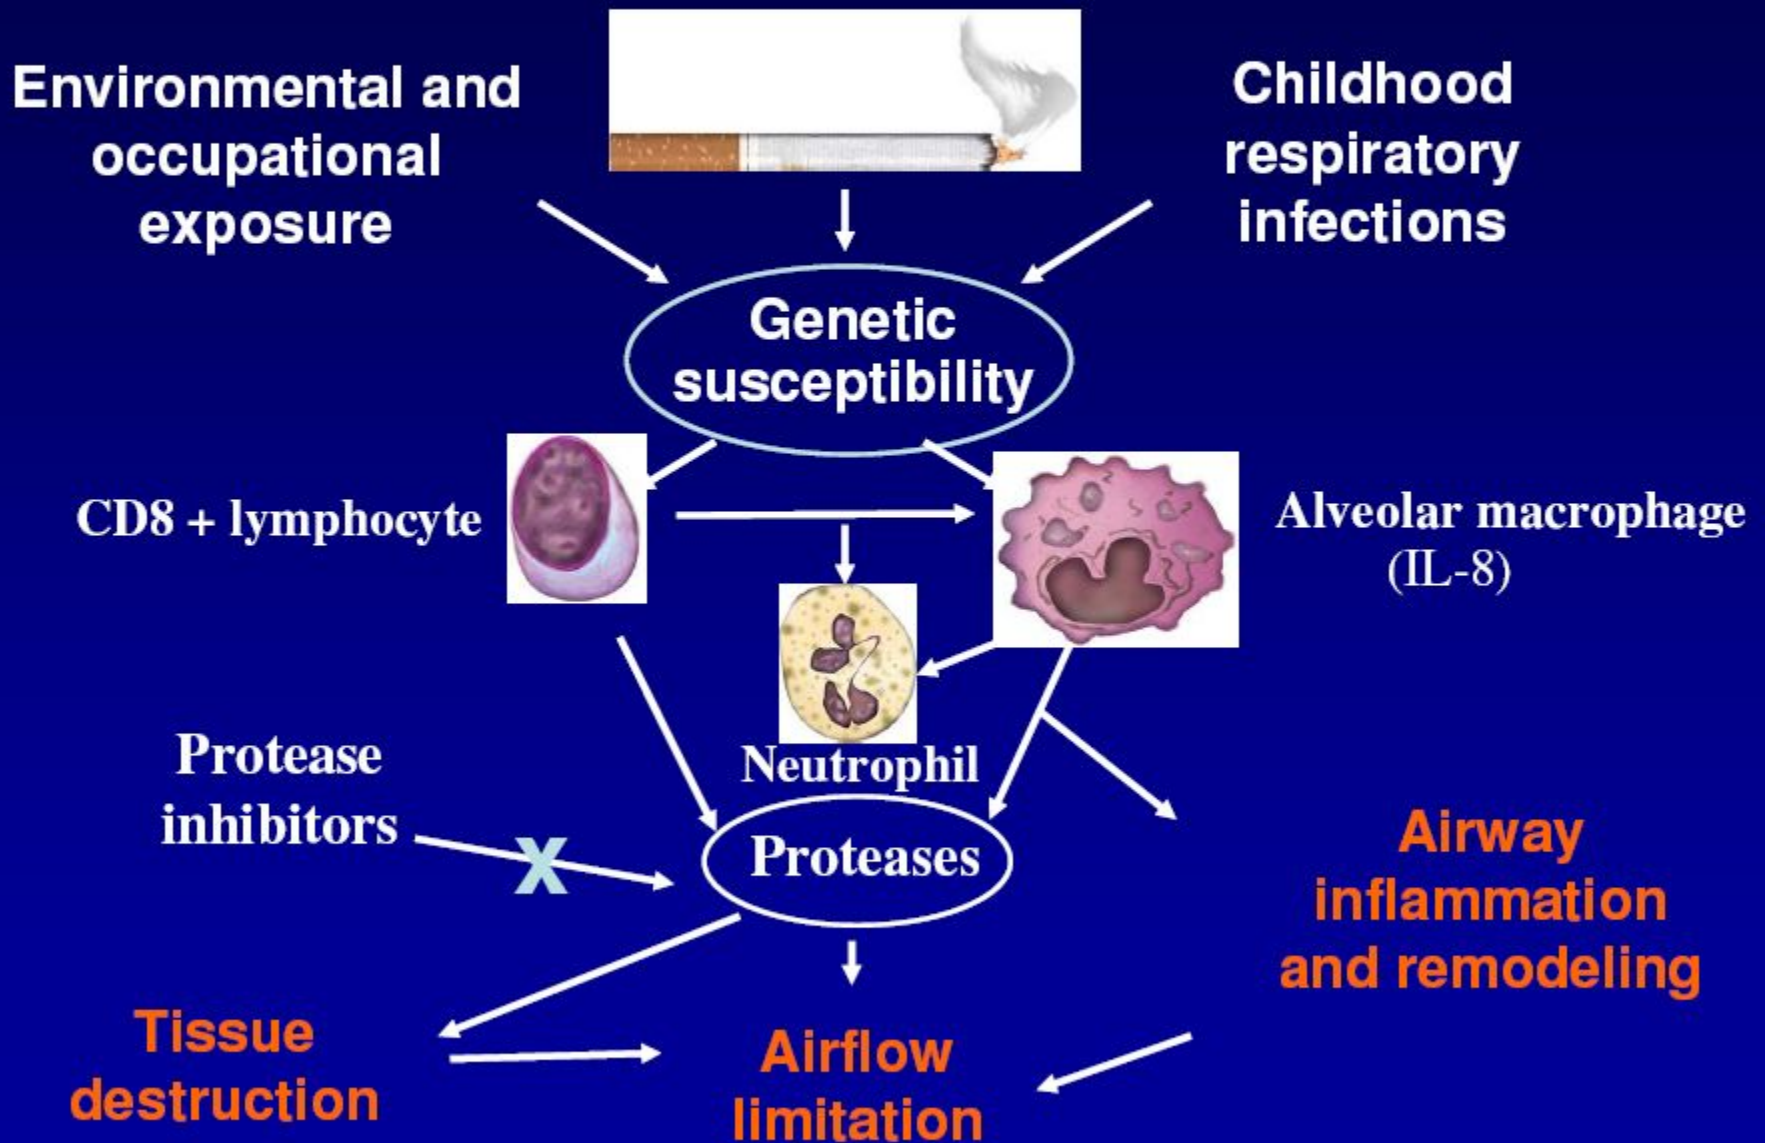 Environmental and
occupational
exposure
Childhood
respiratory
infections
Genetic
susceptibility
CD8 + lymphocyte
Alveolar macrophage
(IL-8)
Neutrophil
Protease
inhibitors
X
Proteases
Airway
inflammation
and remodeling
Tissue
destruction
Airflow
limitation